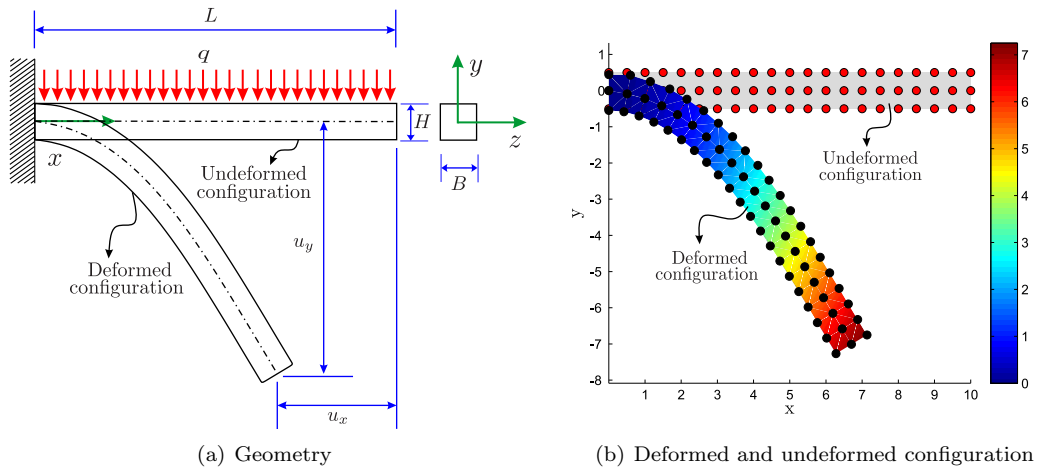 L
q
y
H
z
x
B
Undeformed
configuration
u_y
Deformed
configuration
u_x
(a) Geometry
1
0
-1
-2
-3
-4
-5
-6
-7
-8
y
1 2 3 4 5 6 7 8 9 10
x
Undeformed
configuration
Deformed
configuration
7
6
5
4
3
2
1
0
(b) Deformed and undeformed configuration